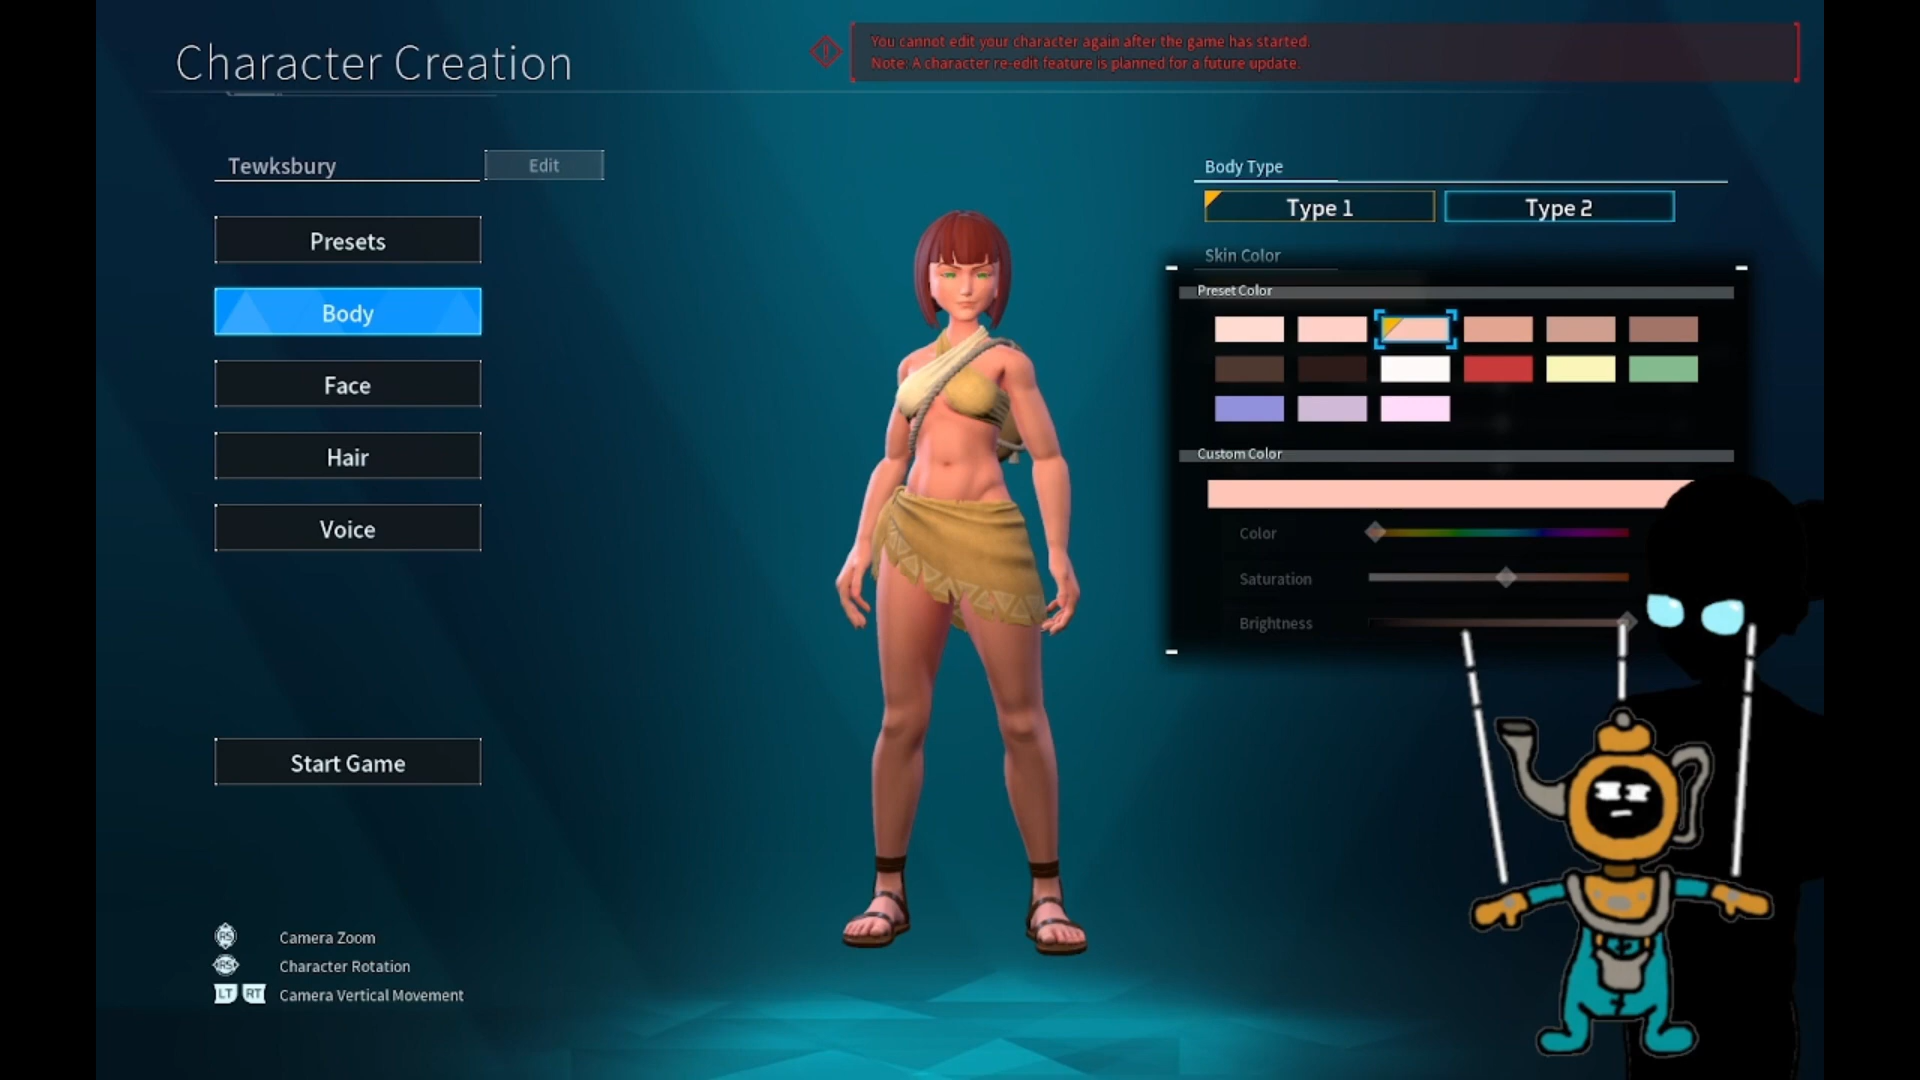 Character Creation
You cannot edit your character again after the game has started.
Note: A character re-edit feature is planned for a future update.
Tewksbury
Edit
Presets
Body
Face
Hair
Voice
Start Game
RS Camera Zoom
RS Character Rotation
LT RT Camera Vertical Movement
Body Type
Type 1
Type 2
Skin Color
Preset Color
Custom Color
Color
Saturation
Brightness